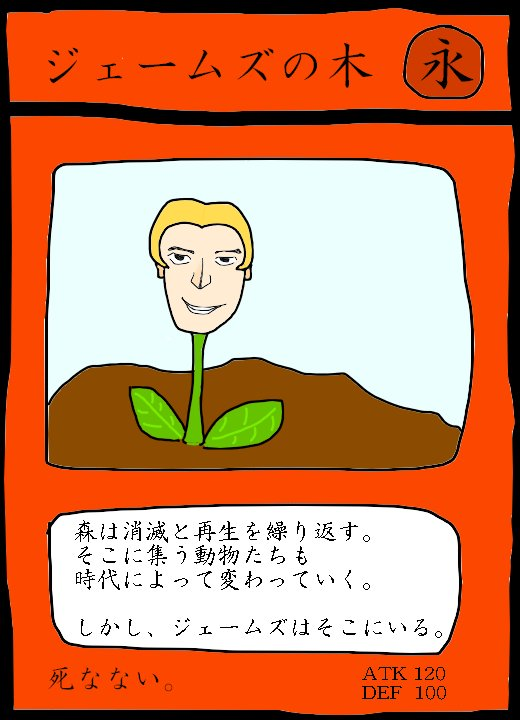 ジェームズの木
永
森は消滅と再生を繰り返す。
そこに集う動物たちも
時代によって変わっていく。
しかし、ジェームズはそこにいる。
死なない。
ATK 120
DEF 100